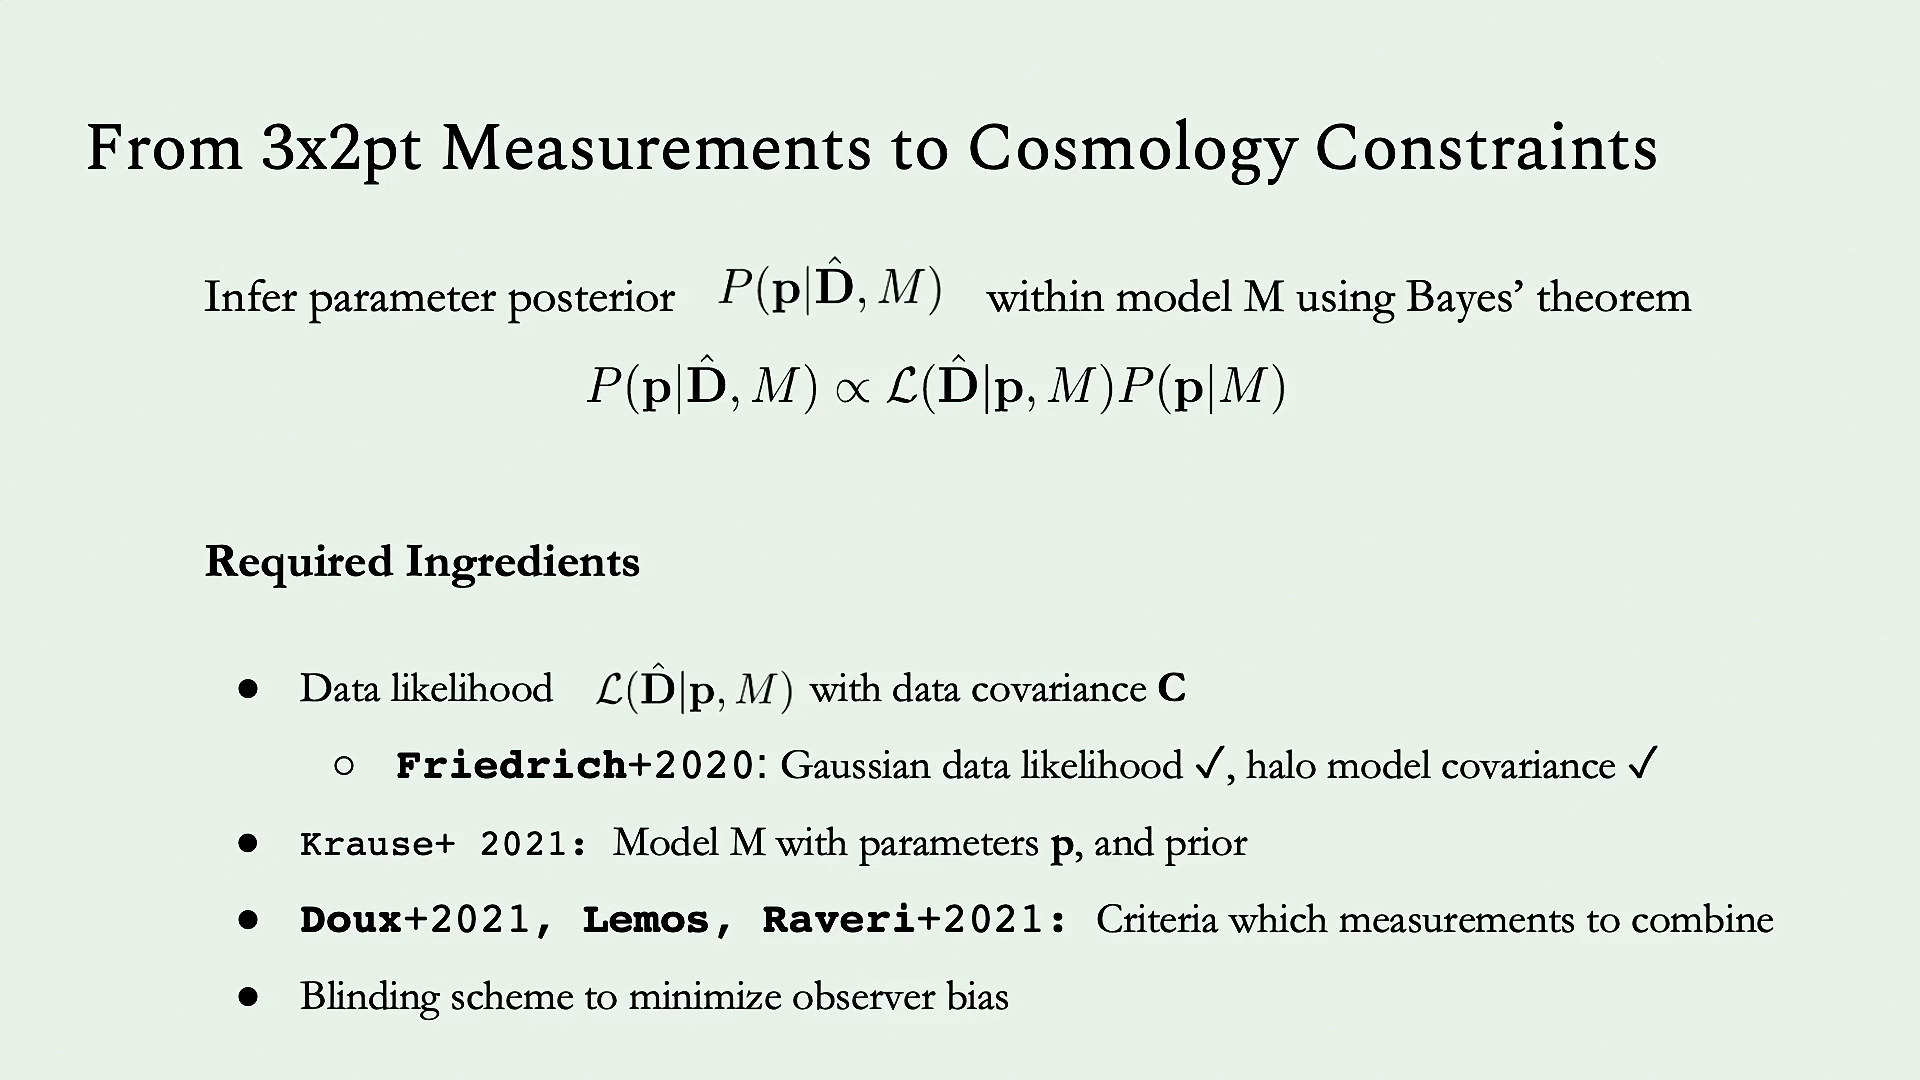 From 3x2pt Measurements to Cosmology Constraints
Infer parameter posterior P(𝐩|𝐃̂, M) within model M using Bayes’ theorem
P(𝐩|𝐃̂, M) ∝ ℒ(𝐃̂|𝐩, M)P(𝐩|M)
Required Ingredients
● Data likelihood ℒ(𝐃̂|𝐩, M) with data covariance C
○ Friedrich+2020: Gaussian data likelihood ✓, halo model covariance ✓
● Krause+ 2021: Model M with parameters p, and prior
● Doux+2021, Lemos, Raveri+2021: Criteria which measurements to combine
● Blinding scheme to minimize observer bias